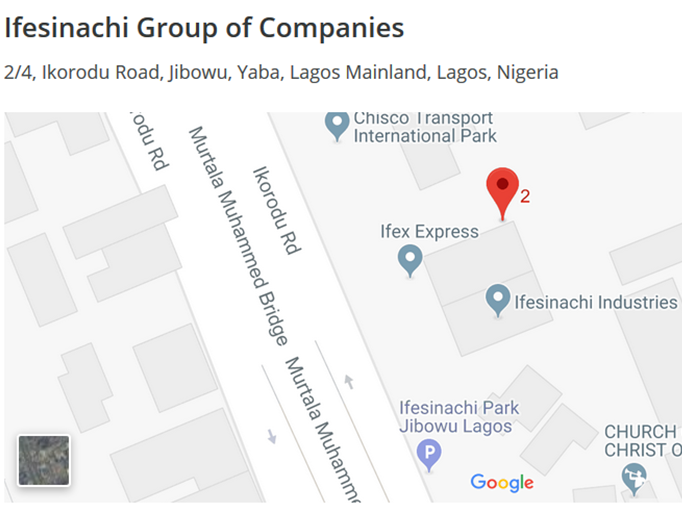 Ifesinachi Group of Companies
2/4, Ikorodu Road, Jibowu, Yaba, Lagos Mainland, Lagos, Nigeria
odu Rd
Murtala Muhammed Bridge
Ikorodu Rd
Chisco Transport
International Park
2
Ifex Express
Ifesinachi Industries
Murtala Muhamme
Ifesinachi Park
Jibowu Lagos
P
CHURCH
CHRIST O
Google